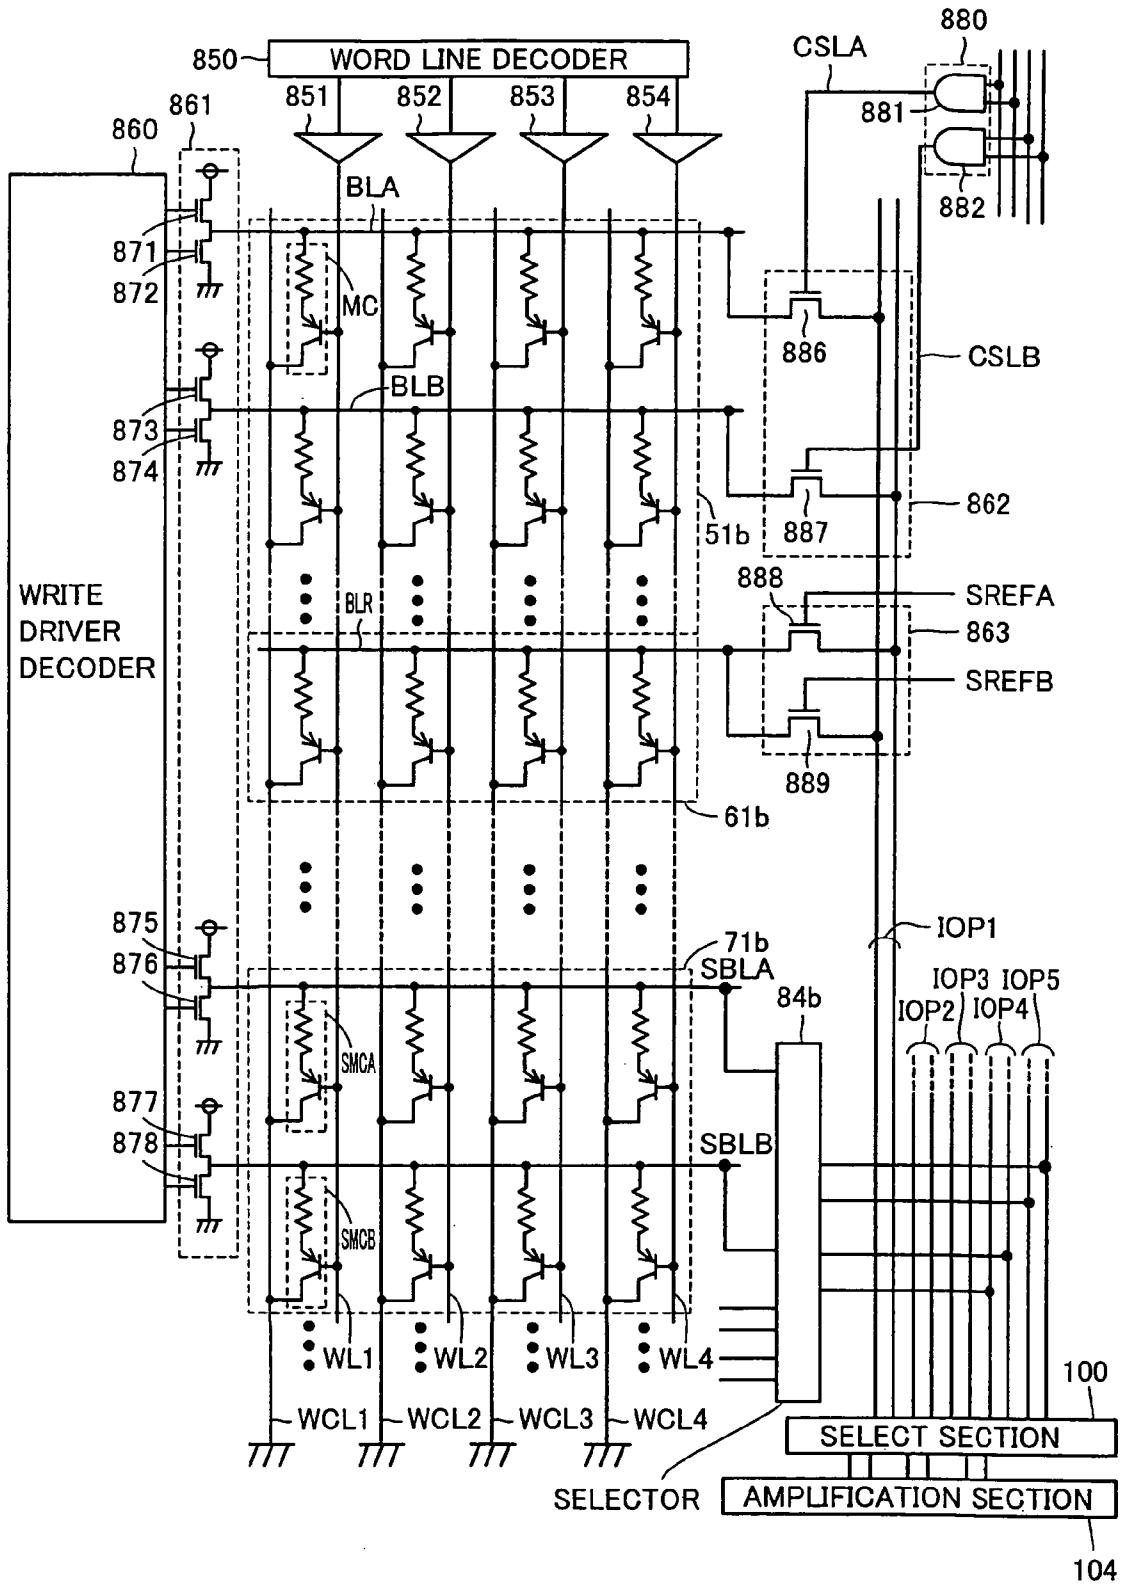 880
CSLA
850
WORD LINE DECODER
861
851
852
853
854
881
860
882
BLA
871
872
MC
886
CSLB
BLB
873
874
887
862
51b
888
WRITE
DRIVER
DECODER
BLR
SREFA
863
SREFB
889
61b
875
876
71b
IOP1
SBLA
84b
IOP3
IOP5
IOP2
IOP4
SMCA
877
878
SBLB
SMCB
WL1
WL2
WL3
WL4
100
WCL1
WCL2
WCL3
WCL4
SELECT SECTION
SELECTOR
AMPLIFICATION SECTION
104